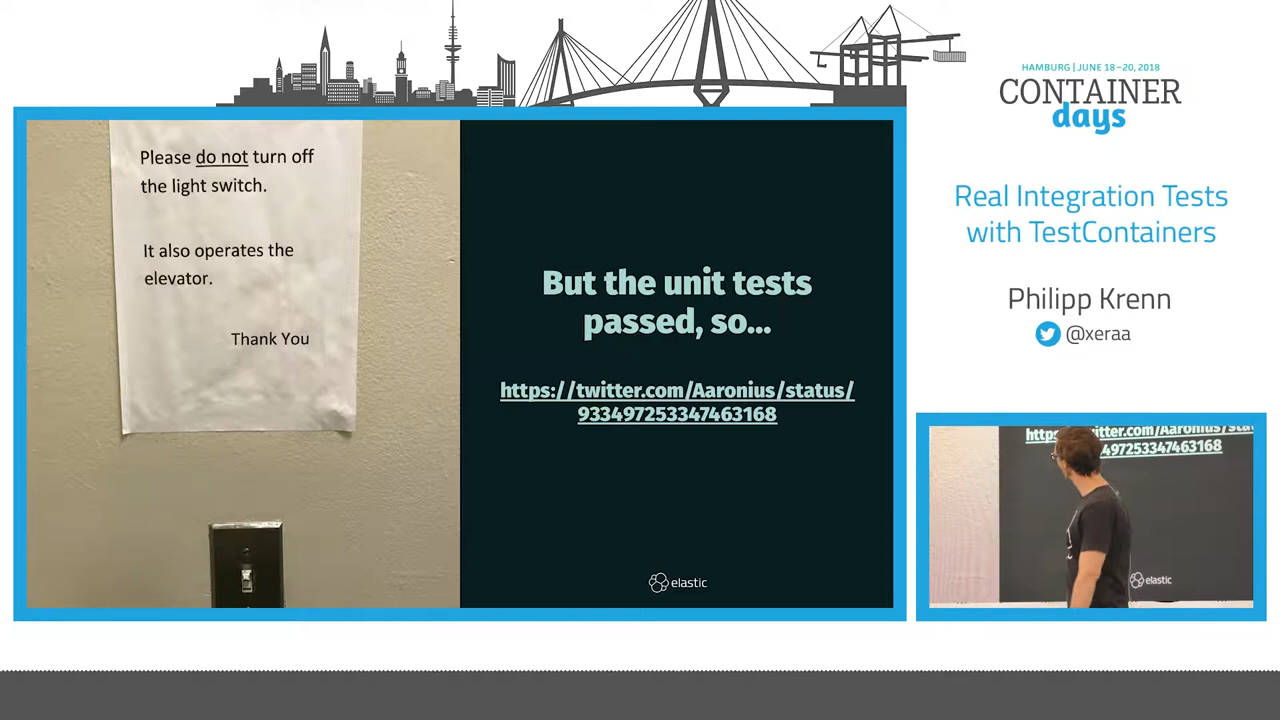 HAMBURG | JUNE 18–20, 2018
CONTAINER
days
Real Integration Tests
with TestContainers
Philipp Krenn
@xeraa
Please do not turn off
the light switch.
It also operates the
elevator.
Thank You
But the unit tests
passed, so...
https://twitter.com/Aaronius/status/
933497253347463168
elastic
elastic